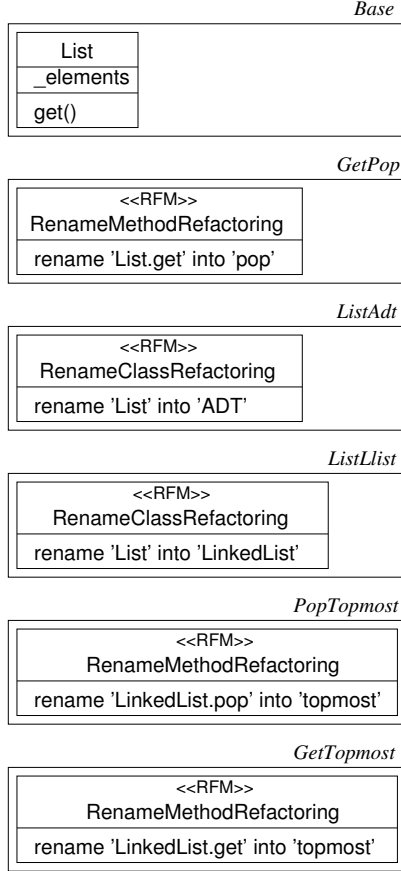 Base
List
_elements
get()
GetPop
<<RFM>>
RenameMethodRefactoring
rename 'List.get' into 'pop'
ListAdt
<<RFM>>
RenameClassRefactoring
rename 'List' into 'ADT'
ListLlist
<<RFM>>
RenameClassRefactoring
rename 'List' into 'LinkedList'
PopTopmost
<<RFM>>
RenameMethodRefactoring
rename 'LinkedList.pop' into 'topmost'
GetTopmost
<<RFM>>
RenameMethodRefactoring
rename 'LinkedList.get' into 'topmost'